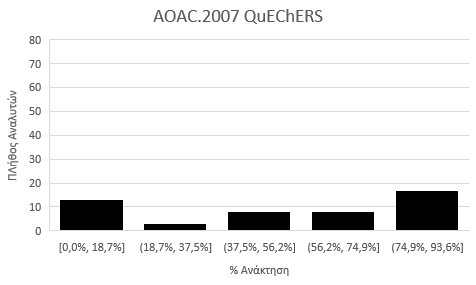 AOAC.2007 QuEChERS
80
70
60
50
40
30
20
10
0
Πλήθος Αναλυτών
[0,0%, 18,7%] (18,7%, 37,5%] (37,5%, 56,2%] (56,2%, 74,9%] (74,9%, 93,6%]
% Ανάκτηση